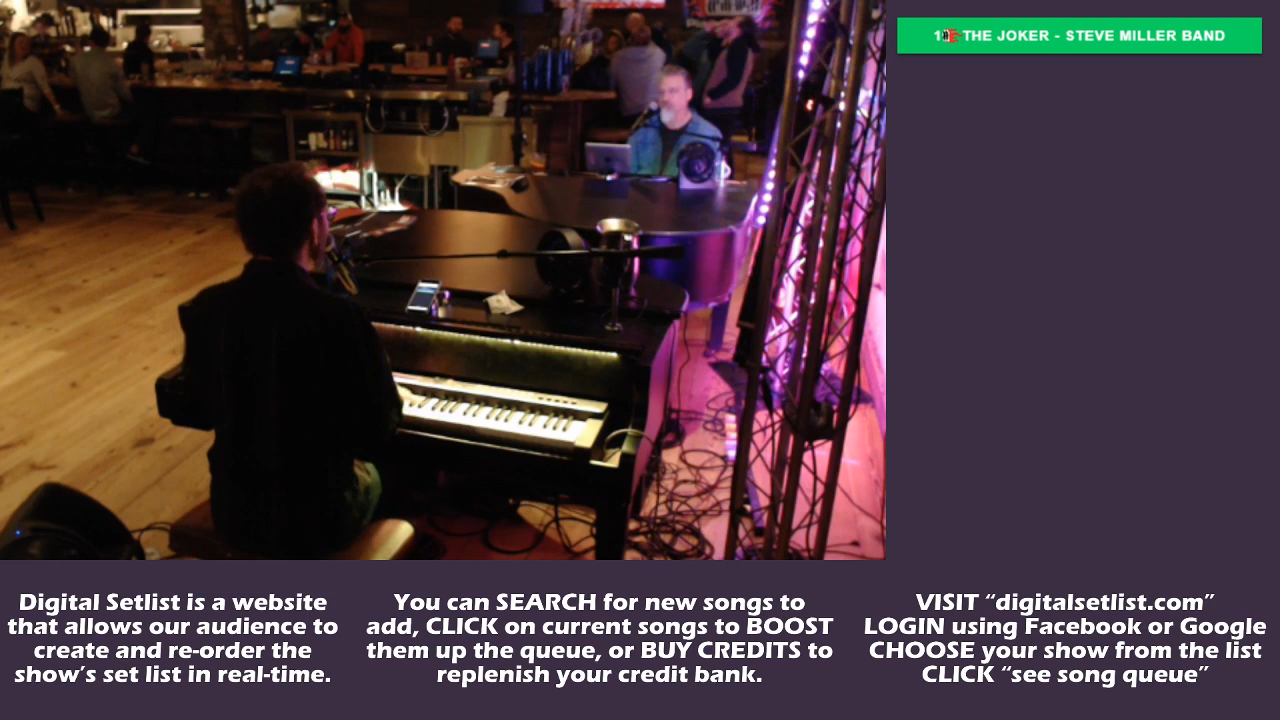 1 THE JOKER - STEVE MILLER BAND
Digital Setlist is a website
that allows our audience to
create and re-order the
show's set list in real-time.
You can SEARCH for new songs to
add, CLICK on current songs to BOOST
them up the queue, or BUY CREDITS to
replenish your credit bank.
VISIT “digitalsetlist.com”
LOGIN using Facebook or Google
CHOOSE your show from the list
CLICK “see song queue”